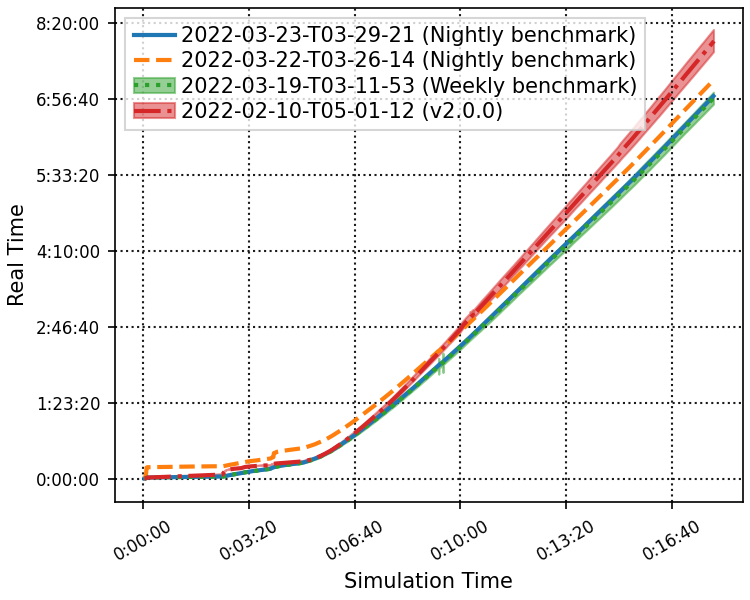 2022-03-23-T03-29-21 (Nightly benchmark)
2022-03-22-T03-26-14 (Nightly benchmark)
2022-03-19-T03-11-53 (Weekly benchmark)
2022-02-10-T05-01-12 (v2.0.0)
8:20:00
6:56:40
5:33:20
4:10:00
2:46:40
1:23:20
0:00:00
Real Time
0:00:00
0:03:20
0:06:40
0:10:00
0:13:20
0:16:40
Simulation Time